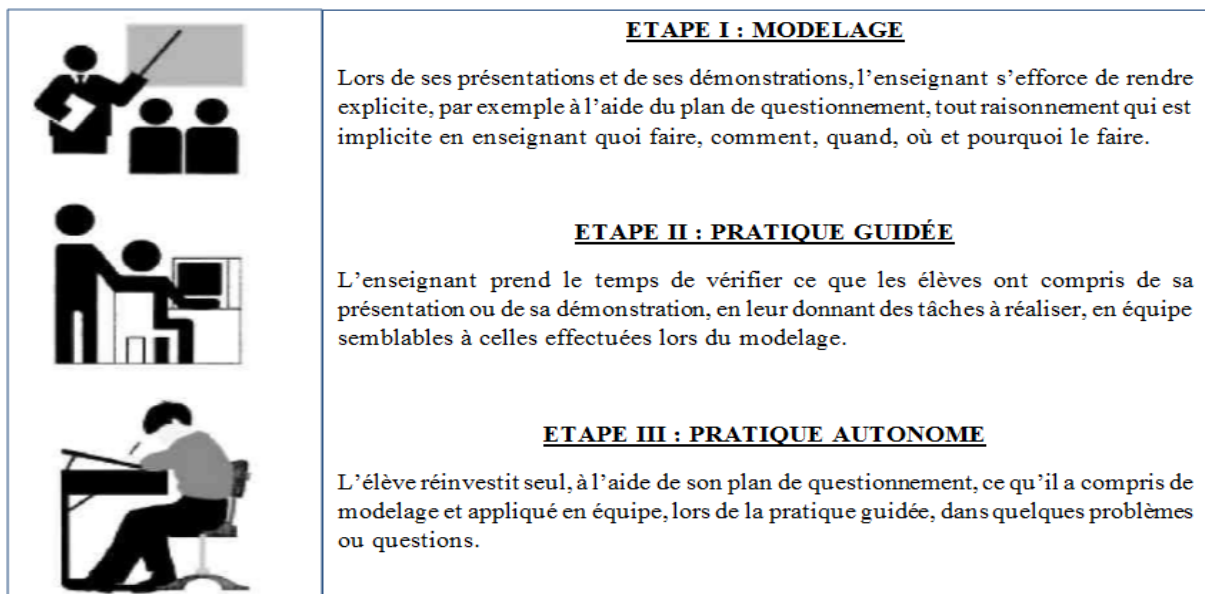 ETAPE I : MODELAGE
Lors de ses présentations et de ses démonstrations, l'enseignant s'efforce de rendre
explicite, par exemple à l'aide du plan de questionnement, tout raisonnement qui est
implicite en enseignant quoi faire, comment, quand, où et pourquoi le faire.
ETAPE II : PRATIQUE GUIDÉE
L'enseignant prend le temps de vérifier ce que les élèves ont compris de sa
présentation ou de sa démonstration, en leur donnant des tâches à réaliser, en équipe
semblables à celles effectuées lors du modelage.
ETAPE III : PRATIQUE AUTONOME
L'élève réinvestit seul, à l'aide de son plan de questionnement, ce qu'il a compris de
modelage et appliqué en équipe, lors de la pratique guidée, dans quelques problèmes
ou questions.